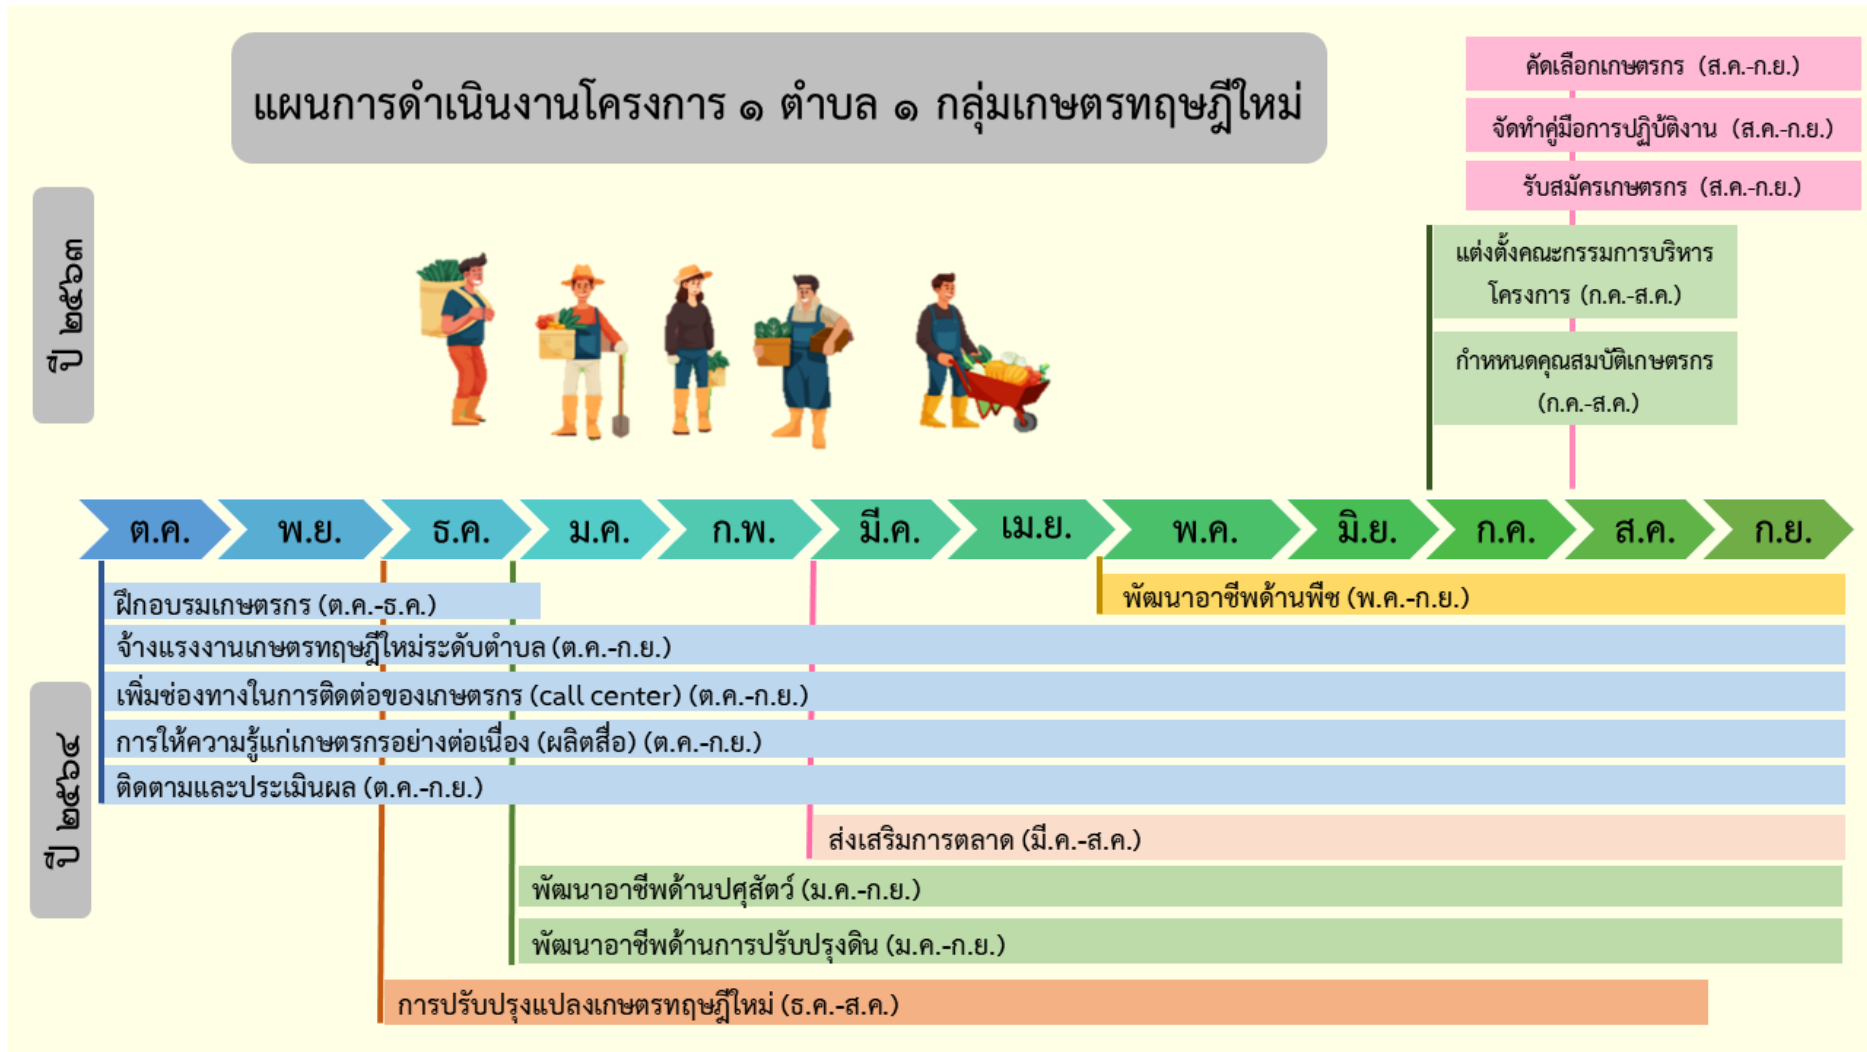 แผนการดำเนินงานโครงการ ๑ ตำบล ๑ กลุ่มเกษตรทฤษฎีใหม่
คัดเลือกเกษตรกร (ส.ค.-ก.ย.)
จัดทำคู่มือการปฏิบัติงาน (ส.ค.-ก.ย.)
รับสมัครเกษตรกร (ส.ค.-ก.ย.)
ปี ๒๕๖๓
แต่งตั้งคณะกรรมการบริหาร
โครงการ (ก.ค.-ส.ค.)
กำหนดคุณสมบัติเกษตรกร
(ก.ค.-ส.ค.)
ต.ค. พ.ย. ธ.ค. ม.ค. ก.พ. มี.ค. เม.ย. พ.ค. มิ.ย. ก.ค. ส.ค. ก.ย.
ปี ๒๕๖๔
ฝึกอบรมเกษตรกร (ต.ค.-ธ.ค.)
พัฒนาอาชีพด้านพืช (พ.ค.-ก.ย.)
จ้างแรงงานเกษตรทฤษฎีใหม่ระดับตำบล (ต.ค.-ก.ย.)
เพิ่มช่องทางในการติดต่อของเกษตรกร (call center) (ต.ค.-ก.ย.)
การให้ความรู้แก่เกษตรกรอย่างต่อเนื่อง (ผลิตสื่อ) (ต.ค.-ก.ย.)
ติดตามและประเมินผล (ต.ค.-ก.ย.)
ส่งเสริมการตลาด (มี.ค.-ส.ค.)
พัฒนาอาชีพด้านปศุสัตว์ (ม.ค.-ก.ย.)
พัฒนาอาชีพด้านการปรับปรุงดิน (ม.ค.-ก.ย.)
การปรับปรุงแปลงเกษตรทฤษฎีใหม่ (ธ.ค.-ส.ค.)